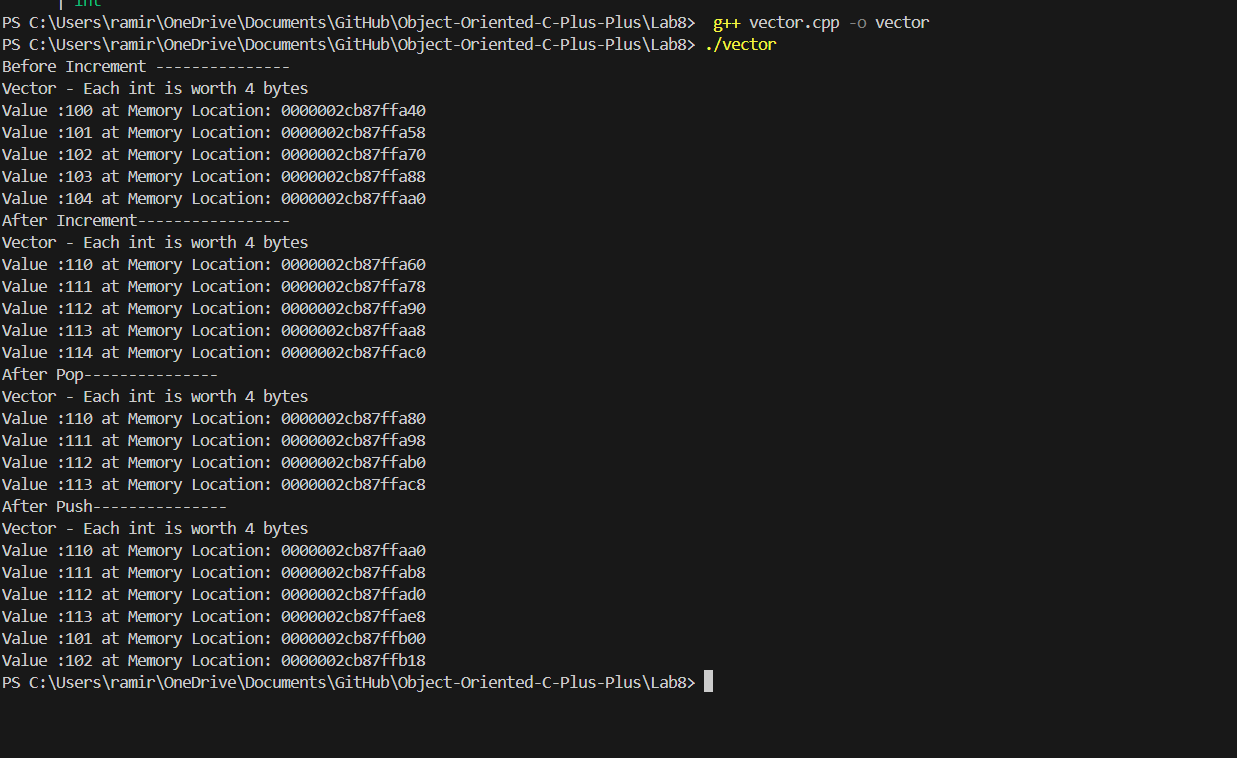 | int
PS C:\Users\ramir\OneDrive\Documents\GitHub\Object-Oriented-C-Plus-Plus\Lab8>  g++ vector.cpp -o vector
PS C:\Users\ramir\OneDrive\Documents\GitHub\Object-Oriented-C-Plus-Plus\Lab8> ./vector
Before Increment ---------------
Vector - Each int is worth 4 bytes
Value :100 at Memory Location: 0000002cb87ffa40
Value :101 at Memory Location: 0000002cb87ffa58
Value :102 at Memory Location: 0000002cb87ffa70
Value :103 at Memory Location: 0000002cb87ffa88
Value :104 at Memory Location: 0000002cb87ffaa0
After Increment-----------------
Vector - Each int is worth 4 bytes
Value :110 at Memory Location: 0000002cb87ffa60
Value :111 at Memory Location: 0000002cb87ffa78
Value :112 at Memory Location: 0000002cb87ffa90
Value :113 at Memory Location: 0000002cb87ffaa8
Value :114 at Memory Location: 0000002cb87ffac0
After Pop---------------
Vector - Each int is worth 4 bytes
Value :110 at Memory Location: 0000002cb87ffa80
Value :111 at Memory Location: 0000002cb87ffa98
Value :112 at Memory Location: 0000002cb87ffab0
Value :113 at Memory Location: 0000002cb87ffac8
After Push---------------
Vector - Each int is worth 4 bytes
Value :110 at Memory Location: 0000002cb87ffaa0
Value :111 at Memory Location: 0000002cb87ffab8
Value :112 at Memory Location: 0000002cb87ffad0
Value :113 at Memory Location: 0000002cb87ffae8
Value :101 at Memory Location: 0000002cb87ffb00
Value :102 at Memory Location: 0000002cb87ffb18
PS C:\Users\ramir\OneDrive\Documents\GitHub\Object-Oriented-C-Plus-Plus\Lab8>